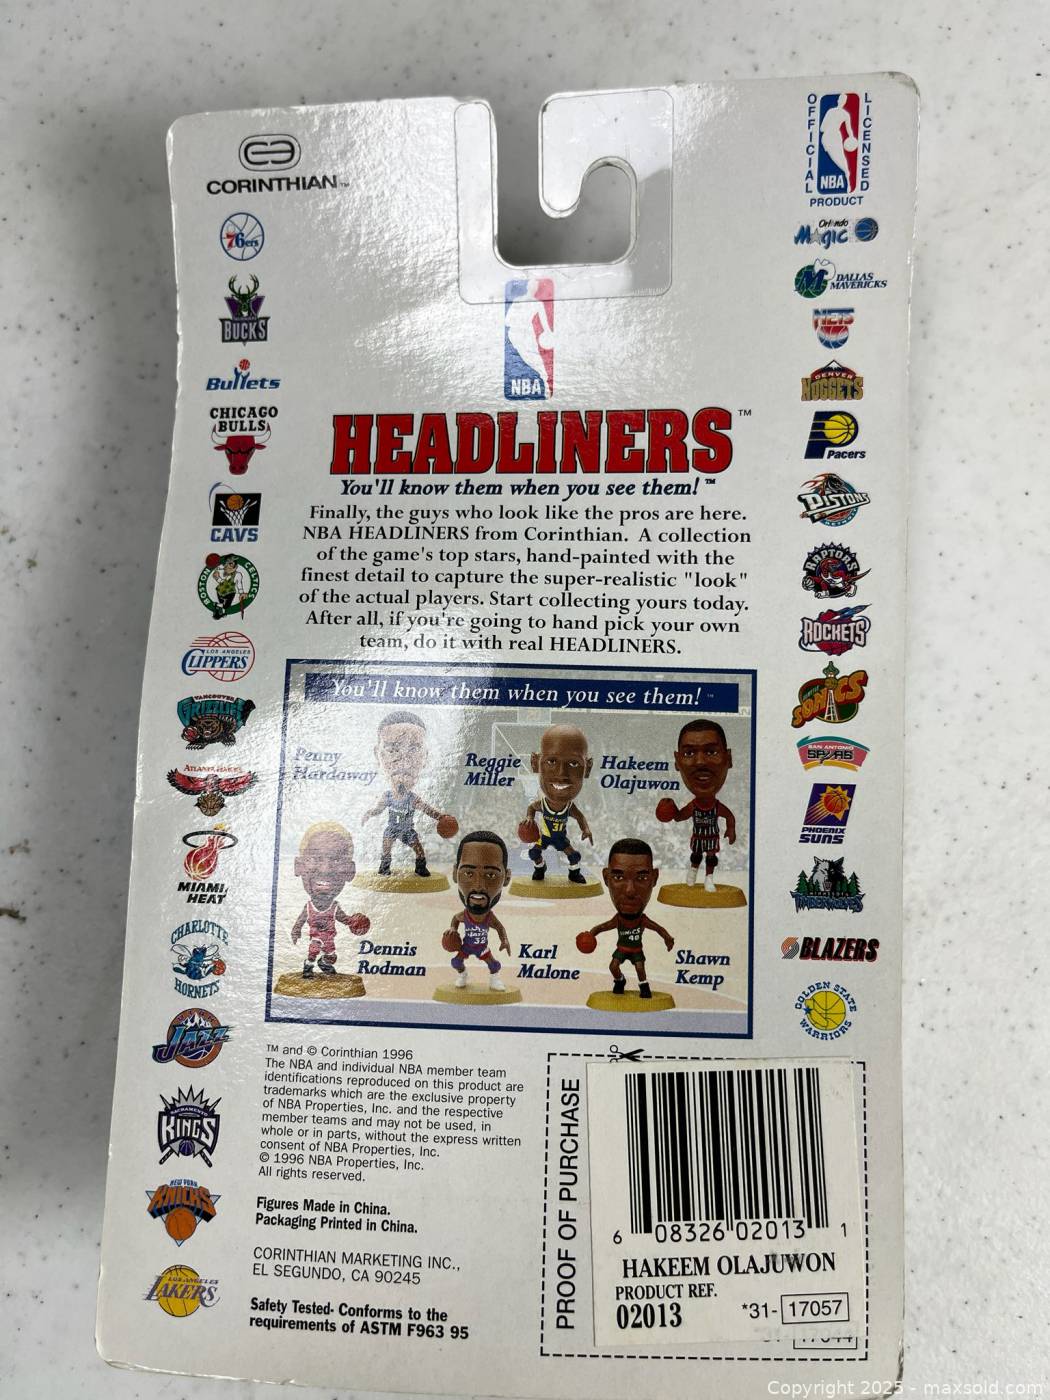 CORINTHIAN™
OFFICIAL LICENSED
NBA
PRODUCT
76ers
BUCKS
Bullets
CHICAGO
BULLS
CAVS
BOSTON CELTICS
LOS ANGELES
CLIPPERS
VANCOUVER
GRIZZLIES
ATLANTA HAWKS
MIAMI
HEAT
CHARLOTTE
HORNETS
JAZZ
SACRAMENTO
KINGS
NEW YORK
KNICKS
LOS ANGELES
LAKERS
NBA
HEADLINERS™
You'll know them when you see them!™
Finally, the guys who look like the pros are here.
NBA HEADLINERS from Corinthian. A collection
of the game's top stars, hand-painted with the
finest detail to capture the super-realistic "look"
of the actual players. Start collecting yours today.
After all, if you're going to hand pick your own
team, do it with real HEADLINERS.
You'll know them when you see them!™
Penny
Hardaway
Reggie
Miller
Hakeem
Olajuwon
31
Dennis
Rodman
32
Karl
Malone
SONICS
40
Shawn
Kemp
Orlando
Magic
DALLAS
MAVERICKS
NETS
DENVER
NUGGETS
Pacers
PISTONS
DETROIT
RAPTORS
ROCKETS
SONICS
SAN ANTONIO
SPURS
PHOENIX
SUNS
TIMBERWOLVES
BLAZERS
GOLDEN STATE
WARRIORS
™ and © Corinthian 1996
The NBA and individual NBA member team
identifications reproduced on this product are
trademarks which are the exclusive property
of NBA Properties, Inc. and the respective
member teams and may not be used, in
whole or in parts, without the express written
consent of NBA Properties, Inc.
© 1996 NBA Properties, Inc.
All rights reserved.
Figures Made in China.
Packaging Printed in China.
CORINTHIAN MARKETING INC.,
EL SEGUNDO, CA 90245
Safety Tested- Conforms to the
requirements of ASTM F963 95
PROOF OF PURCHASE
6 08326 02013 1
HAKEEM OLAJUWON
PRODUCT REF.
02013 *31- 17057
Copyright 2025 - maxsold.com